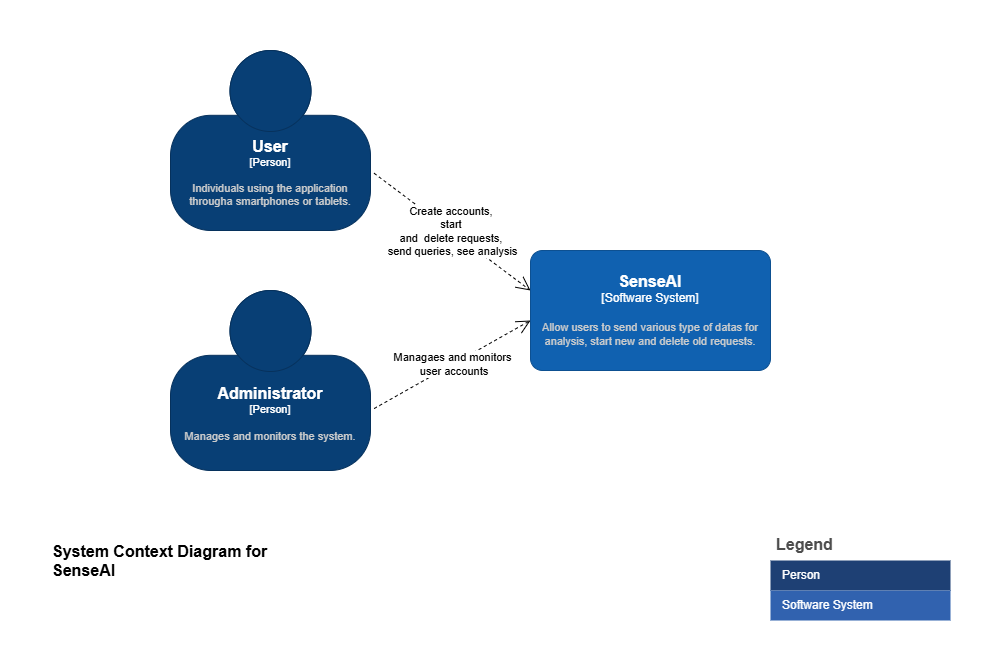 User
[Person]
Individuals using the application
througha smartphones or tablets.
Create accounts,
start
and  delete requests,
send queries, see analysis
SenseAI
[Software System]
Allow users to send various type of datas for
analysis, start new and delete old requests.
Managaes and monitors
user accounts
Administrator
[Person]
Manages and monitors the system.
System Context Diagram for
SenseAI
Legend
Person
Software System